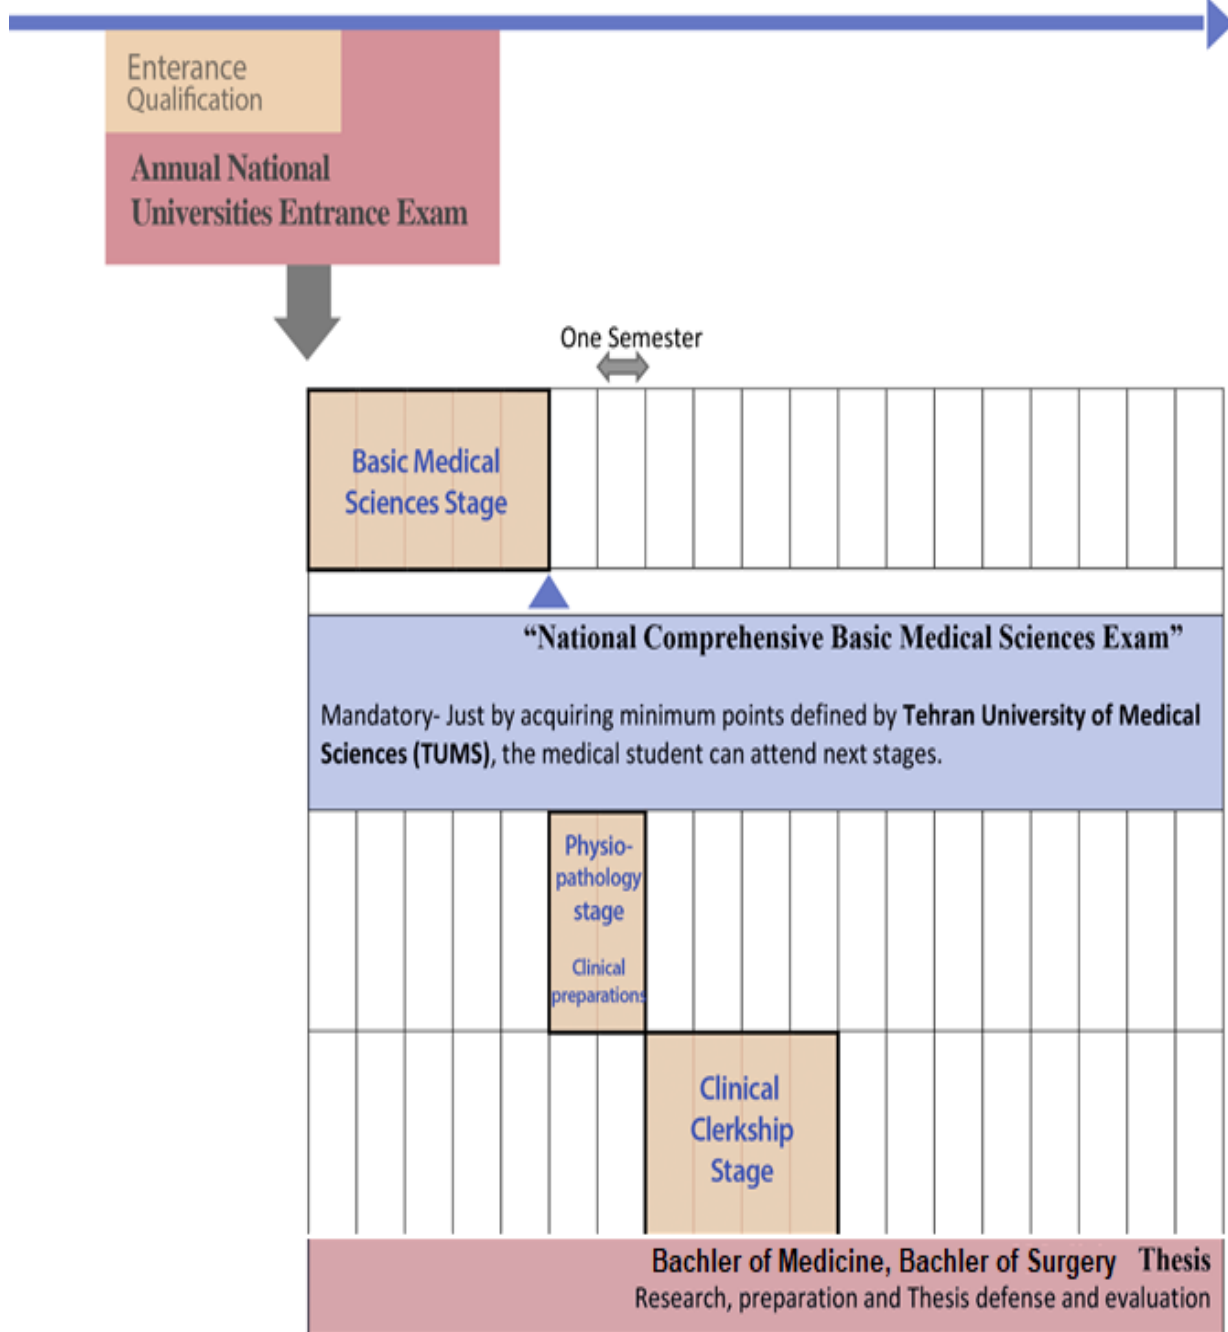 Enterance
Qualification
Annual National
Universities Entrance Exam
One Semester
Basic Medical
Sciences Stage
“National Comprehensive Basic Medical Sciences Exam”
Mandatory- Just by acquiring minimum points defined by Tehran University of Medical
Sciences (TUMS), the medical student can attend next stages.
Physio-
pathology
stage
Clinical
preparations
Clinical
Clerkship
Stage
Bachler of Medicine, Bachler of Surgery Thesis
Research, preparation and Thesis defense and evaluation